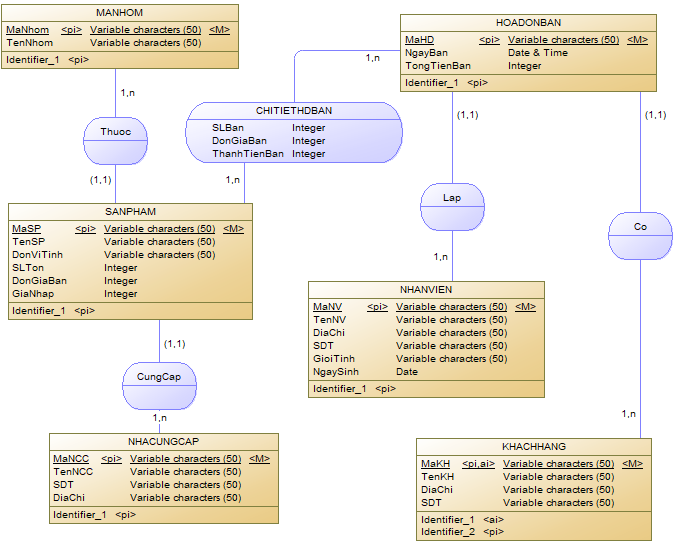 MANHOM
MaNhom <pi> Variable characters (50) <M>
TenNhom Variable characters (50)
Identifier_1 <pi>
HOADONBAN
MaHD <pi> Variable characters (50) <M>
NgayBan Date & Time
TongTienBan Integer
Identifier_1 <pi>
1,n
1,n
CHITIETHDBAN
SLBan Integer
DonGiaBan Integer
ThanhTienBan Integer
(1,1)
(1,1)
Thuoc
(1,1)
1,n
Lap
Co
SANPHAM
MaSP <pi> Variable characters (50) <M>
TenSP Variable characters (50)
DonViTinh Variable characters (50)
SLTon Integer
DonGiaBan Integer
GiaNhap Integer
Identifier_1 <pi>
1,n
NHANVIEN
MaNV <pi> Variable characters (50) <M>
TenNV Variable characters (50)
DiaChi Variable characters (50)
SDT Variable characters (50)
GioiTinh Variable characters (50)
NgaySinh Date
Identifier_1 <pi>
(1,1)
CungCap
1,n
1,n
NHACUNGCAP
MaNCC <pi> Variable characters (50) <M>
TenNCC Variable characters (50)
SDT Variable characters (50)
DiaChi Variable characters (50)
Identifier_1 <pi>
KHACHHANG
MaKH <pi,ai> Variable characters (50) <M>
TenKH Variable characters (50)
DiaChi Variable characters (50)
SDT Variable characters (50)
Identifier_1 <ai>
Identifier_2 <pi>